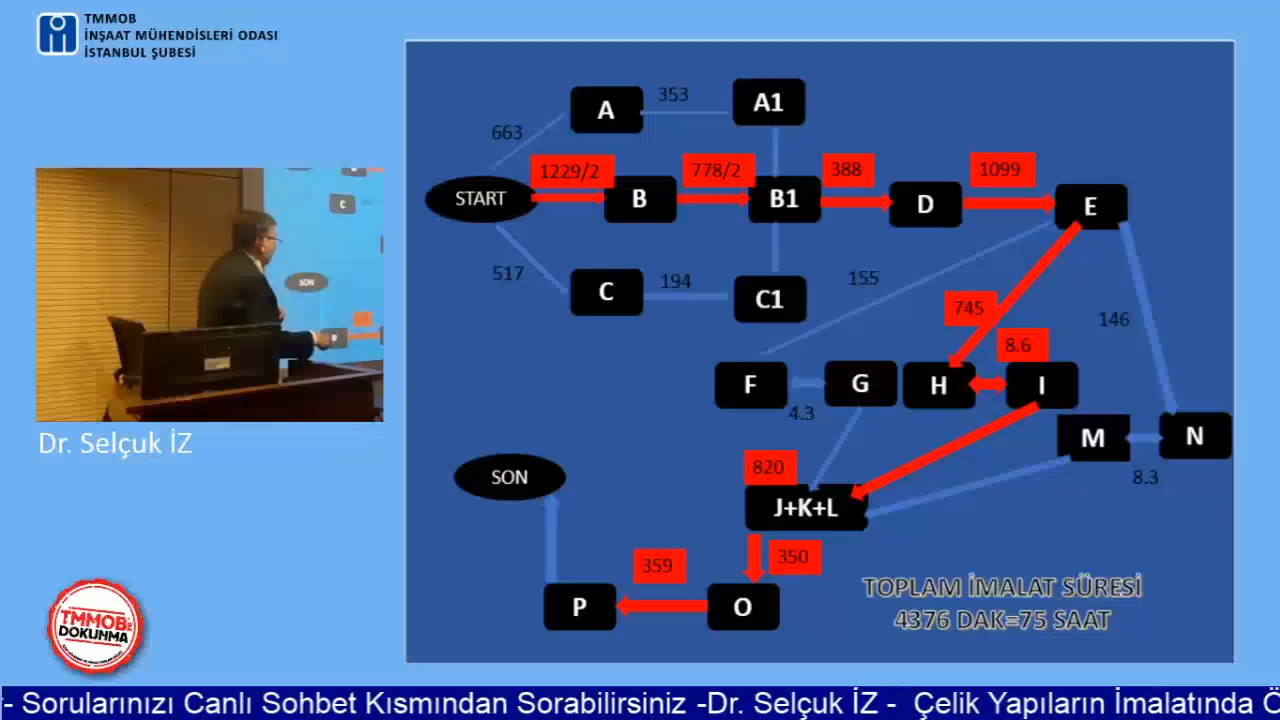 TMMOB
İNŞAAT MÜHENDİSLERİ ODASI
İSTANBUL ŞUBESİ
A
353
A1
663
1229/2
778/2
388
1099
START
B
B1
D
E
517
C
194
C1
155
745
146
8.6
F
G
H
I
4.3
M
N
8.3
SON
820
J+K+L
350
359
P
O
TOPLAM İMALAT SÜRESİ
4376 DAK=75 SAAT
C
SON
P
Dr. Selçuk İZ
TMMOB'ye
DOKUNMA
r- Sorularınızı Canlı Sohbet Kısmından Sorabilirsiniz -Dr. Selçuk İZ - Çelik Yapıların İmalatında Ö